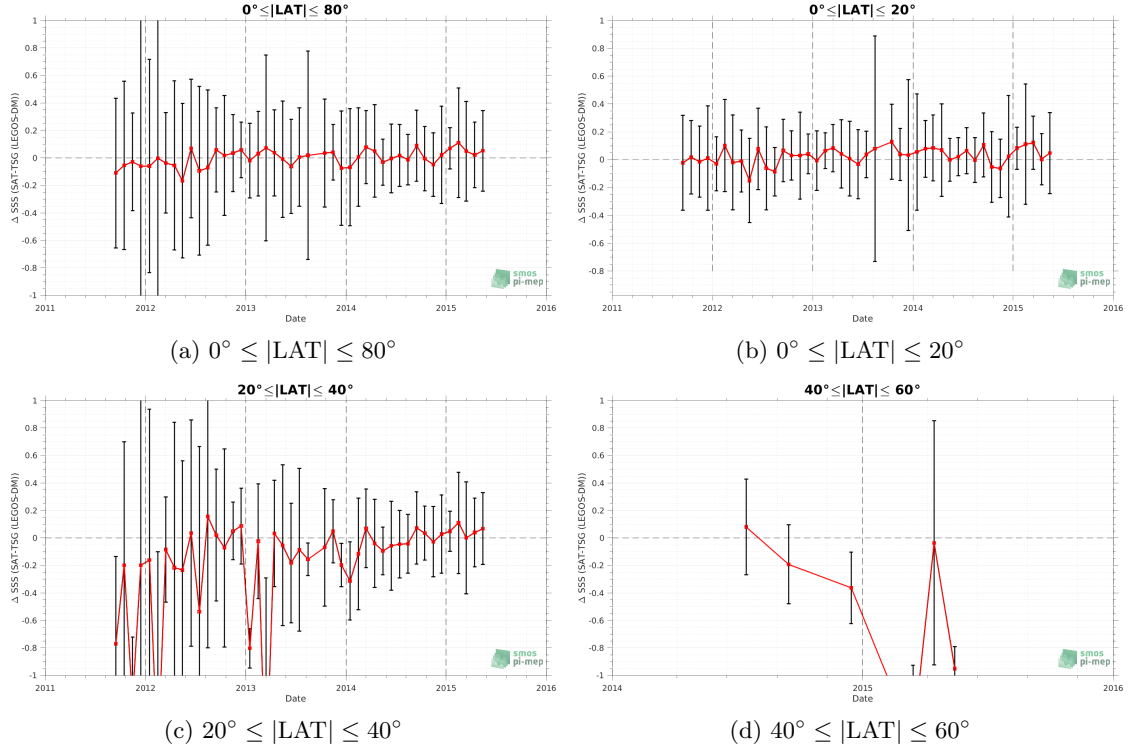 0°≤|LAT|≤ 80°
1
0.8
0.6
0.4
0.2
0
-0.2
-0.4
-0.6
-0.8
-1
Δ SSS (SAT-TSG (LEGOS-DM))
2011 2012 2013 2014 2015 2016
Date
smos
pi-mep
(a) 0° ≤ |LAT| ≤ 80°
0°≤|LAT|≤ 20°
1
0.8
0.6
0.4
0.2
0
-0.2
-0.4
-0.6
-0.8
-1
Δ SSS (SAT-TSG (LEGOS-DM))
2011 2012 2013 2014 2015 2016
Date
smos
pi-mep
(b) 0° ≤ |LAT| ≤ 20°
20°≤|LAT|≤ 40°
1
0.8
0.6
0.4
0.2
0
-0.2
-0.4
-0.6
-0.8
-1
Δ SSS (SAT-TSG (LEGOS-DM))
2011 2012 2013 2014 2015 2016
Date
smos
pi-mep
(c) 20° ≤ |LAT| ≤ 40°
40°≤|LAT|≤ 60°
1
0.8
0.6
0.4
0.2
0
-0.2
-0.4
-0.6
-0.8
-1
Δ SSS (SAT-TSG (LEGOS-DM))
2014 2015 2016
Date
smos
pi-mep
(d) 40° ≤ |LAT| ≤ 60°